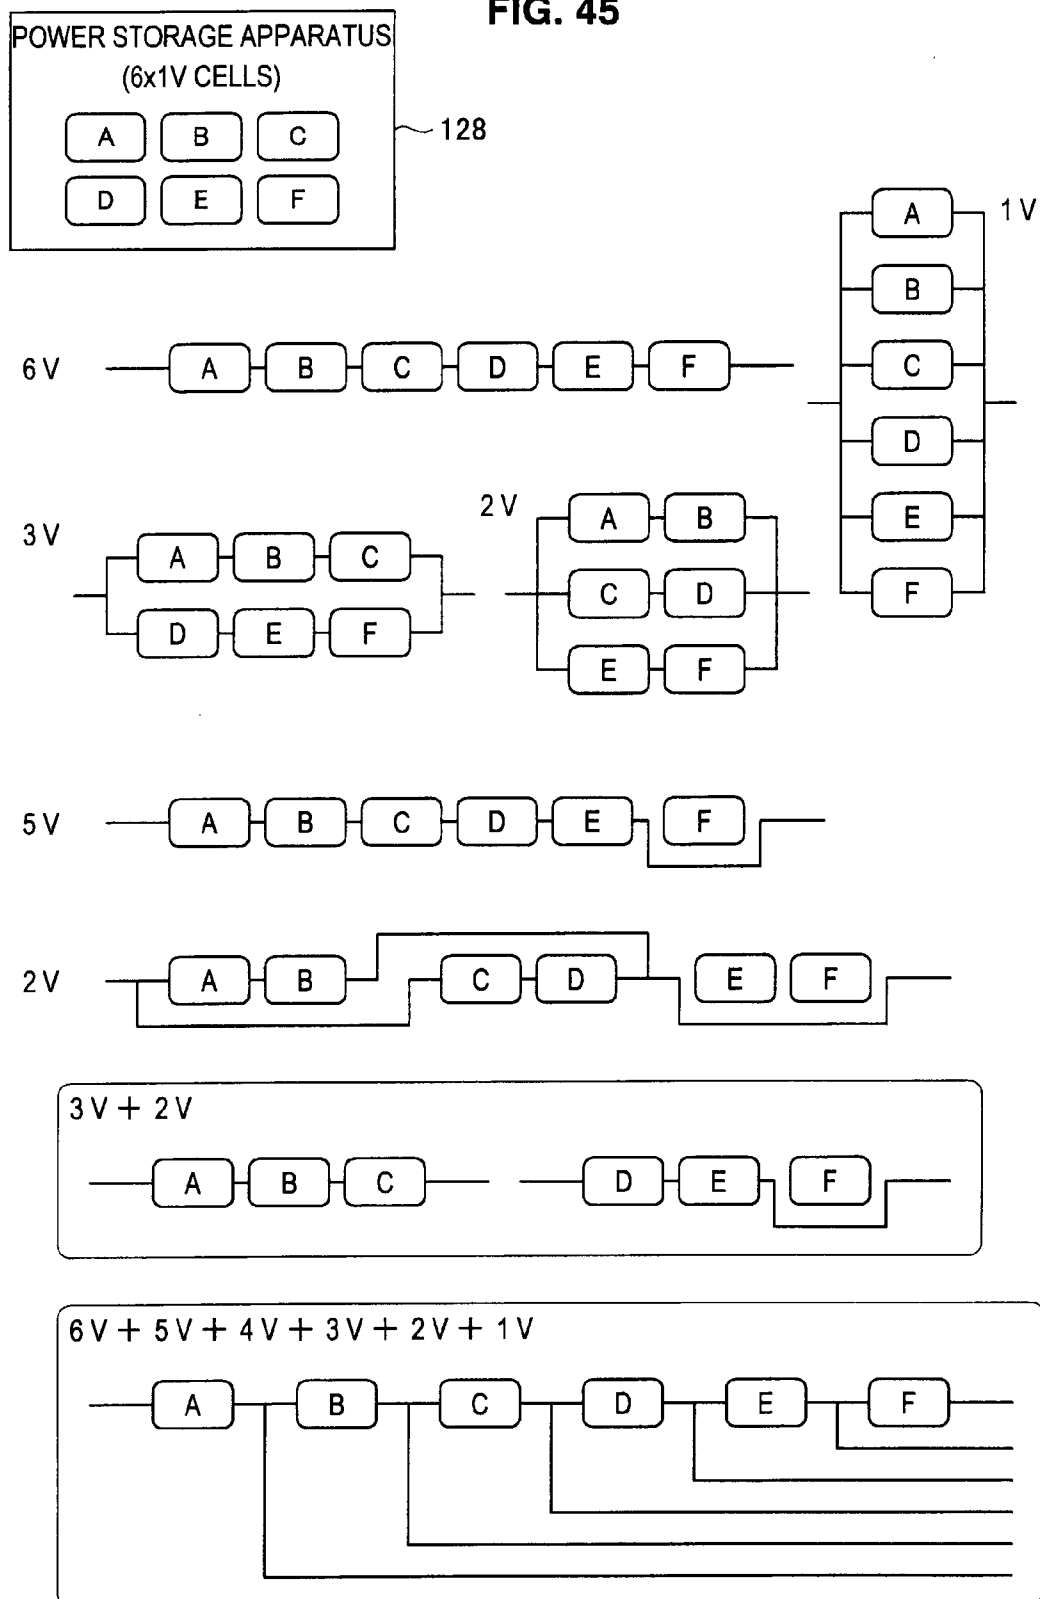 FIG. 45
POWER STORAGE APPARATUS
(6x1V CELLS)
A B C
D E F
128
1V
A
B
C
D
E
F
6V
A B C D E F
3V
A B C
D E F
2V
A B
C D
E F
5V
A B C D E F
2V
A B C D E F
3V + 2V
A B C D E F
6V + 5V + 4V + 3V + 2V + 1V
A B C D E F